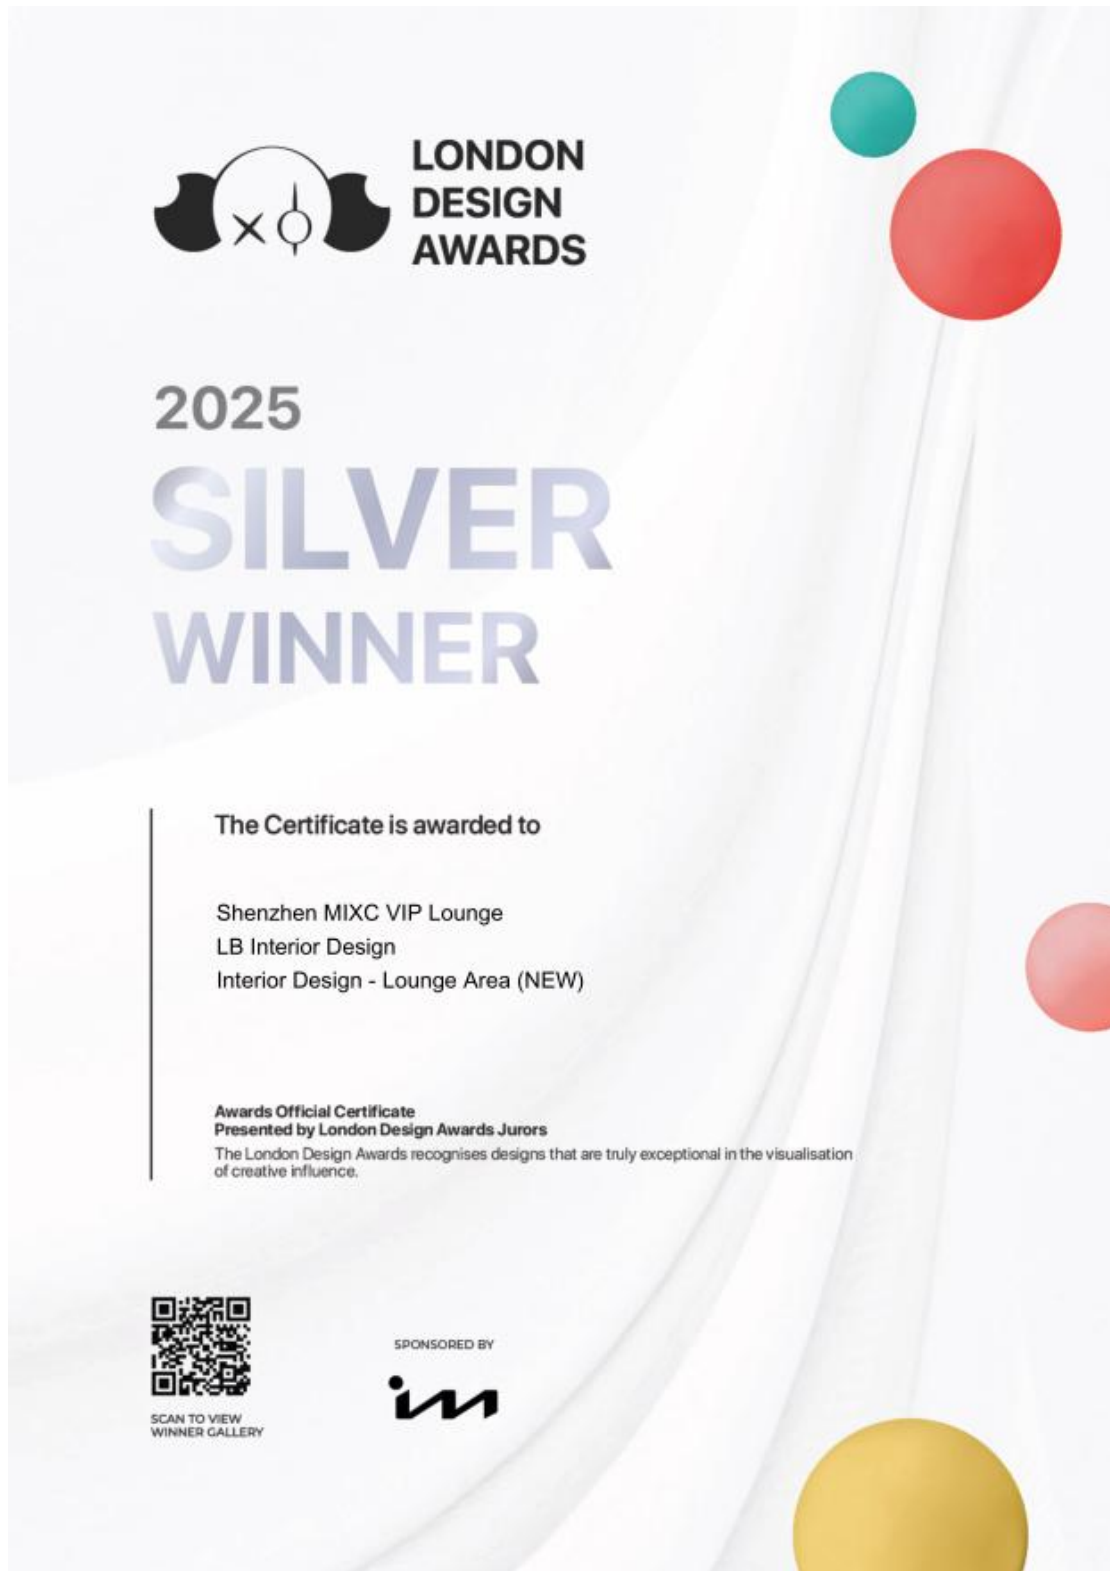 LONDON
DESIGN
AWARDS
2025
SILVER
WINNER
The Certificate is awarded to
Shenzhen MIXC VIP Lounge
LB Interior Design
Interior Design - Lounge Area (NEW)
Awards Official Certificate
Presented by London Design Awards Jurors
The London Design Awards recognises designs that are truly exceptional in the visualisation
of creative influence.
SCAN TO VIEW
WINNER GALLERY
SPONSORED BY
im